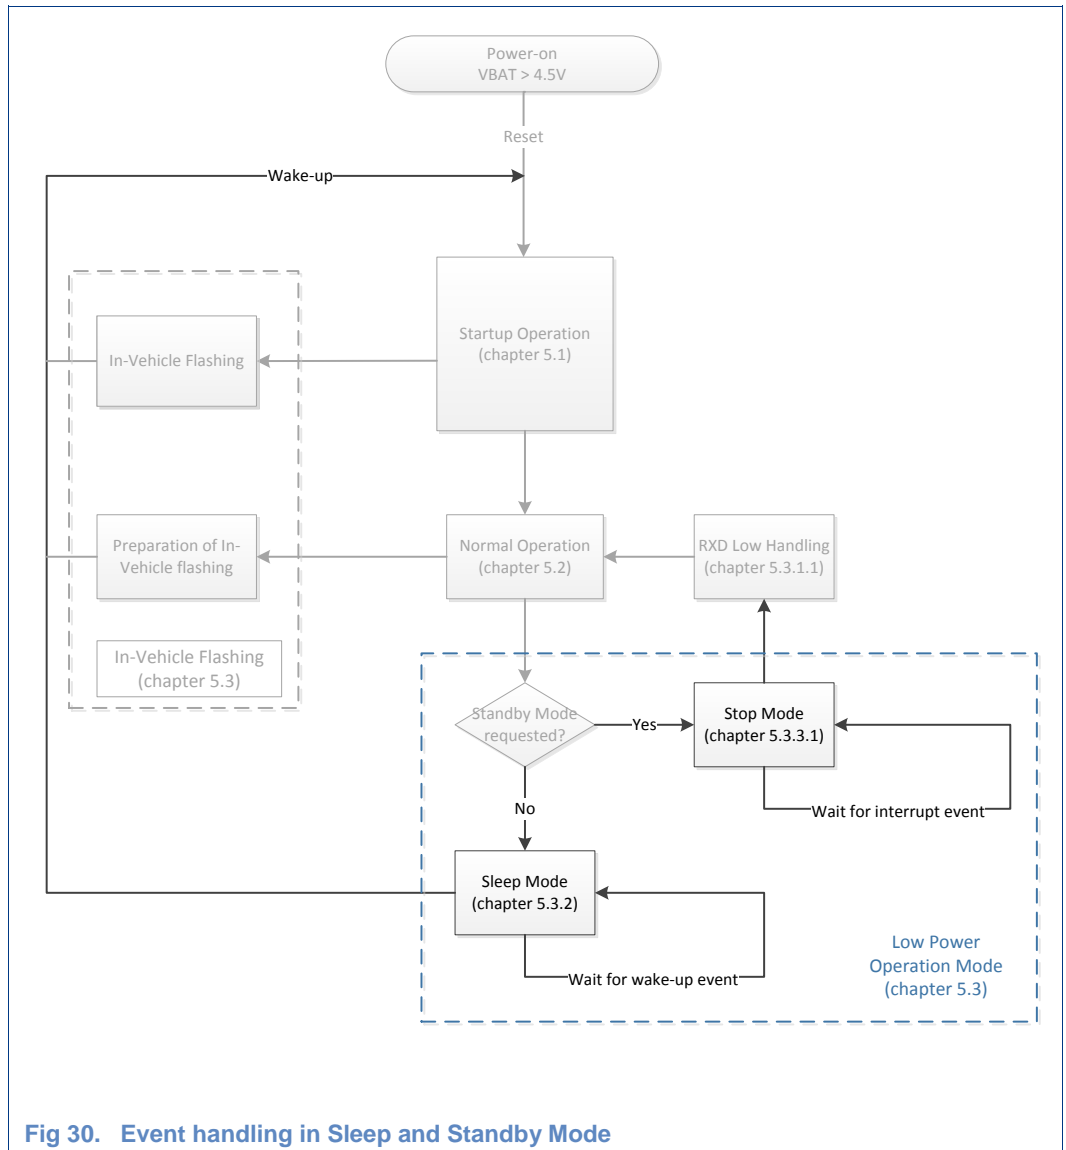 Power-on
VBAT > 4.5V
Reset
Wake-up
Startup Operation
(chapter 5.1)
In-Vehicle Flashing
Preparation of In-
Vehicle flashing
Normal Operation
(chapter 5.2)
RXD Low Handling
(chapter 5.3.1.1)
In-Vehicle Flashing
(chapter 5.3)
Standby Mode
requested?
Yes
Stop Mode
(chapter 5.3.3.1)
No
Wait for interrupt event
Sleep Mode
(chapter 5.3.2)
Wait for wake-up event
Low Power
Operation Mode
(chapter 5.3)
Fig 30. Event handling in Sleep and Standby Mode